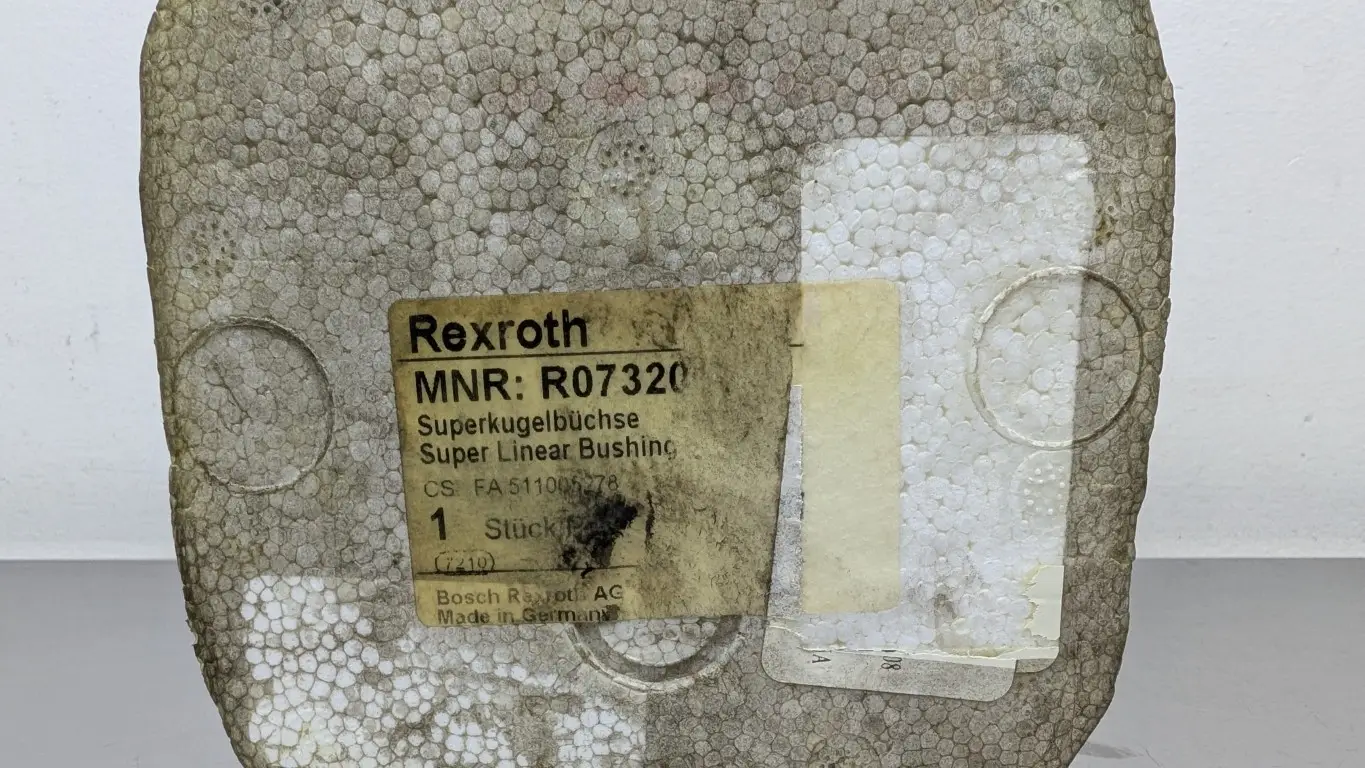 Rexroth
MNR: R07320
Superkugelbüchse
Super Linear Bushing
CS FA 511005278
1 Stück
7210
Bosch Rexroth AG
Made in Germany
A
08